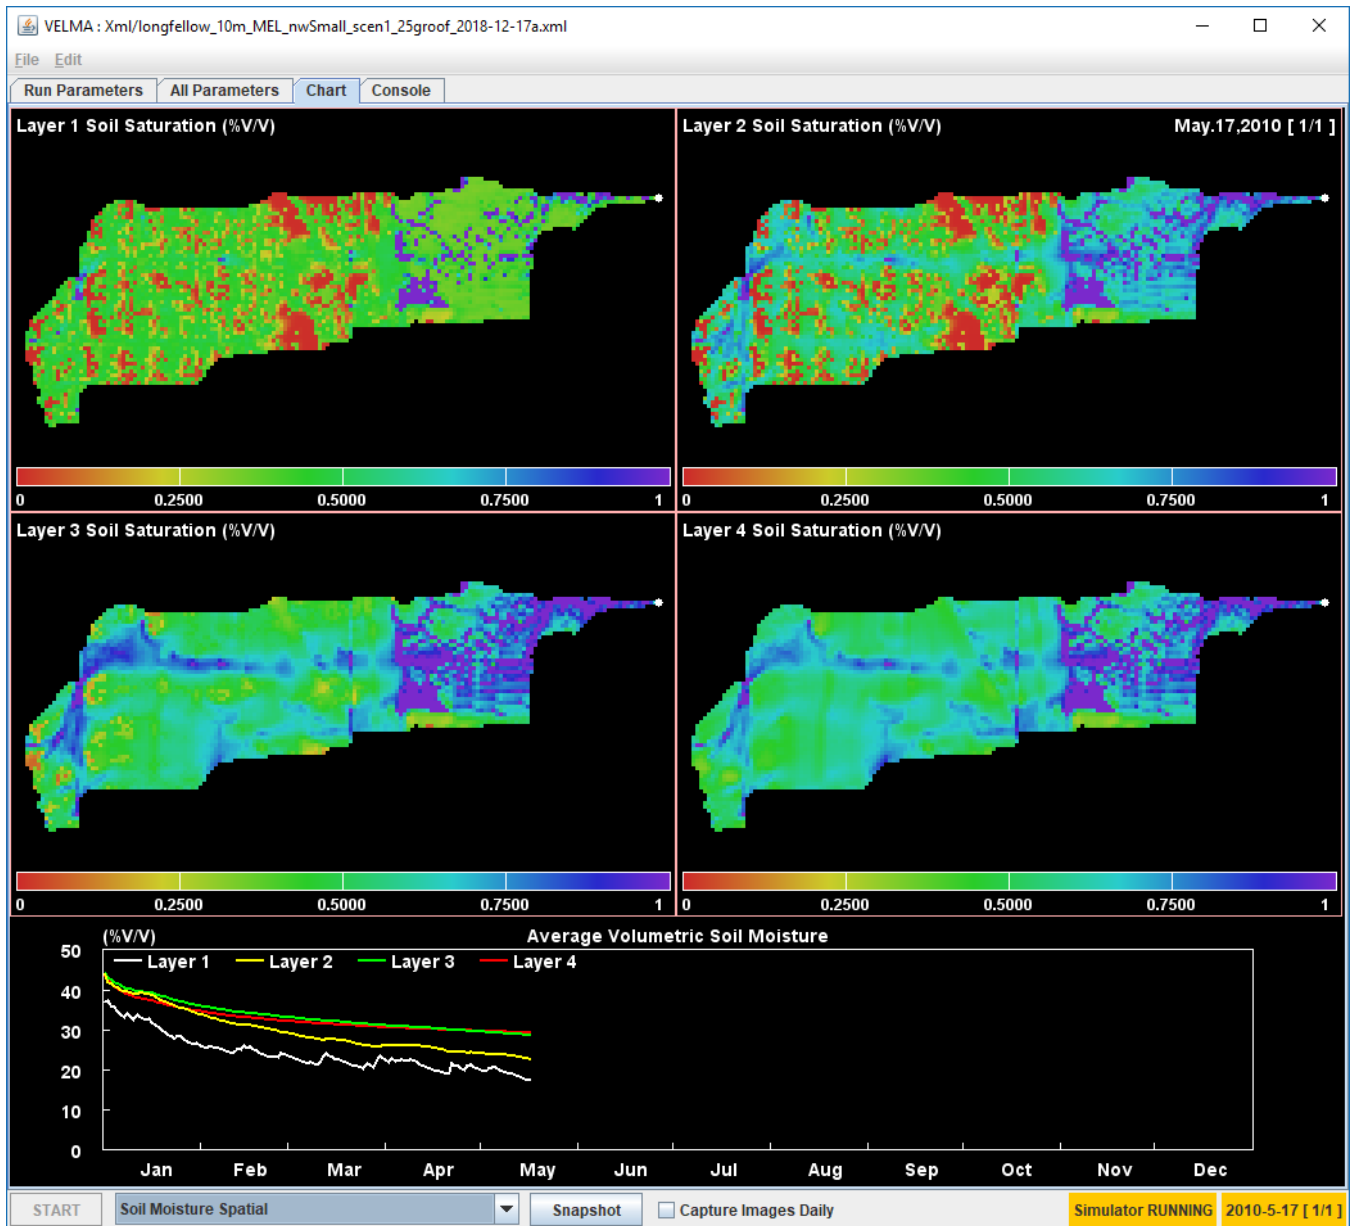 VELMA : Xml/longfellow_10m_MEL_nwSmall_scen1_25groof_2018-12-17a.xml
File Edit
Run Parameters All Parameters Chart Console
Layer 1 Soil Saturation (%V/V)
0 0.2500 0.5000 0.7500 1
Layer 2 Soil Saturation (%V/V) May.17,2010 [ 1/1 ]
0 0.2500 0.5000 0.7500 1
Layer 3 Soil Saturation (%V/V)
0 0.2500 0.5000 0.7500 1
Layer 4 Soil Saturation (%V/V)
0 0.2500 0.5000 0.7500 1
(%V/V) Average Volumetric Soil Moisture
Layer 1 Layer 2 Layer 3 Layer 4
50
40
30
20
10
0
Jan Feb Mar Apr May Jun Jul Aug Sep Oct Nov Dec
START Soil Moisture Spatial Snapshot Capture Images Daily Simulator RUNNING 2010-5-17 [ 1/1 ]